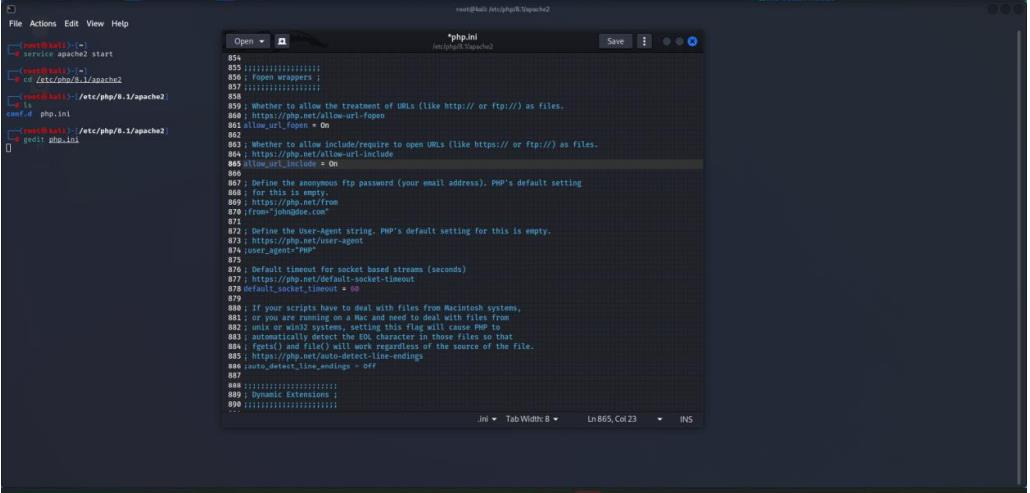 root@kali: /etc/php/8.1/apache2
File Actions Edit View Help
(root㉿kali)-[~]
# service apache2 start
(root㉿kali)-[~]
# cd /etc/php/8.1/apache2
(root㉿kali)-[/etc/php/8.1/apache2]
# ls
conf.d php.ini
(root㉿kali)-[/etc/php/8.1/apache2]
# gedit php.ini
Open
*php.ini
/etc/php/8.1/apache2
Save
854
855 ;;;;;;;;;;;;;;;;;;
856 ; Fopen wrappers ;
857 ;;;;;;;;;;;;;;;;;;
858
859 ; Whether to allow the treatment of URLs (like http:// or ftp://) as files.
860 ; https://php.net/allow-url-fopen
861 allow_url_fopen = On
862
863 ; Whether to allow include/require to open URLs (like https:// or ftp://) as files.
864 ; https://php.net/allow-url-include
865 allow_url_include = On
866
867 ; Define the anonymous ftp password (your email address). PHP's default setting
868 ; for this is empty.
869 ; https://php.net/from
870 ;from="john@doe.com"
871
872 ; Define the User-Agent string. PHP's default setting for this is empty.
873 ; https://php.net/user-agent
874 ;user_agent="PHP"
875
876 ; Default timeout for socket based streams (seconds)
877 ; https://php.net/default-socket-timeout
878 default_socket_timeout = 60
879
880 ; If your scripts have to deal with files from Macintosh systems,
881 ; or you are running on a Mac and need to deal with files from
882 ; unix or win32 systems, setting this flag will cause PHP to
883 ; automatically detect the EOL character in those files so that
884 ; fgets() and file() will work regardless of the source of the file.
885 ; https://php.net/auto-detect-line-endings
886 ;auto_detect_line_endings = Off
887
888 ;;;;;;;;;;;;;;;;;;;;;;
889 ; Dynamic Extensions ;
890 ;;;;;;;;;;;;;;;;;;;;;;
.ini Tab Width: 8 Ln 865, Col 23 INS